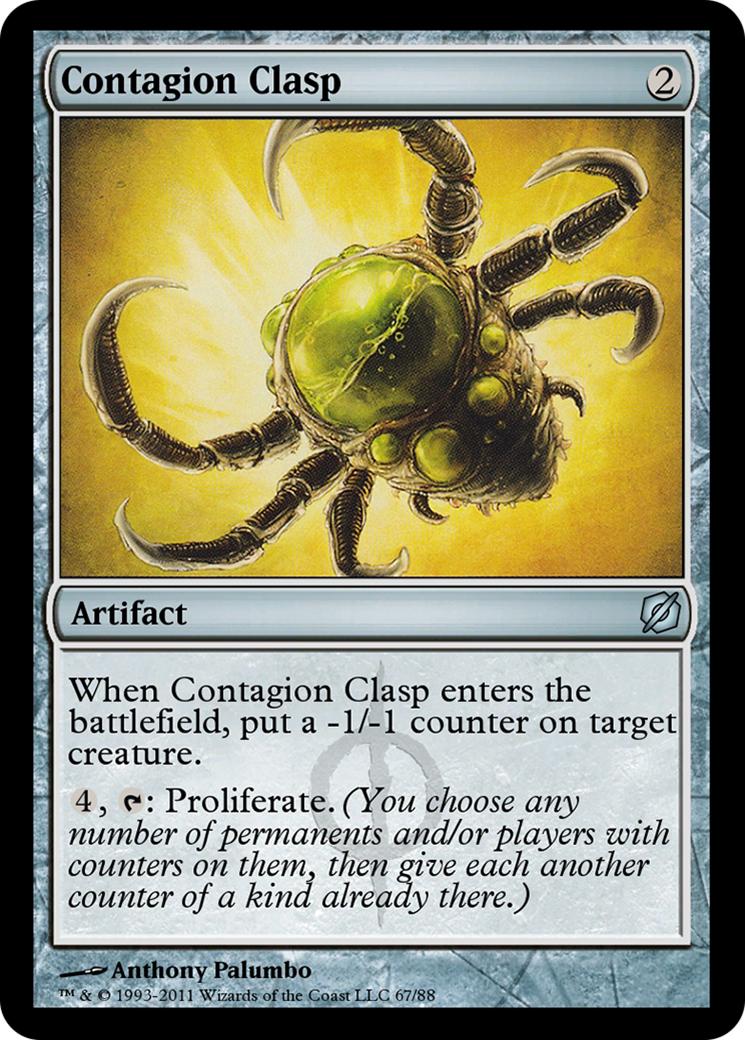 Contagion Clasp 2
Artifact
When Contagion Clasp enters the
battlefield, put a -1/-1 counter on target
creature.
4, : Proliferate. (You choose any
number of permanents and/or players with
counters on them, then give each another
counter of a kind already there.)
Anthony Palumbo
™ & © 1993-2011 Wizards of the Coast LLC 67/88